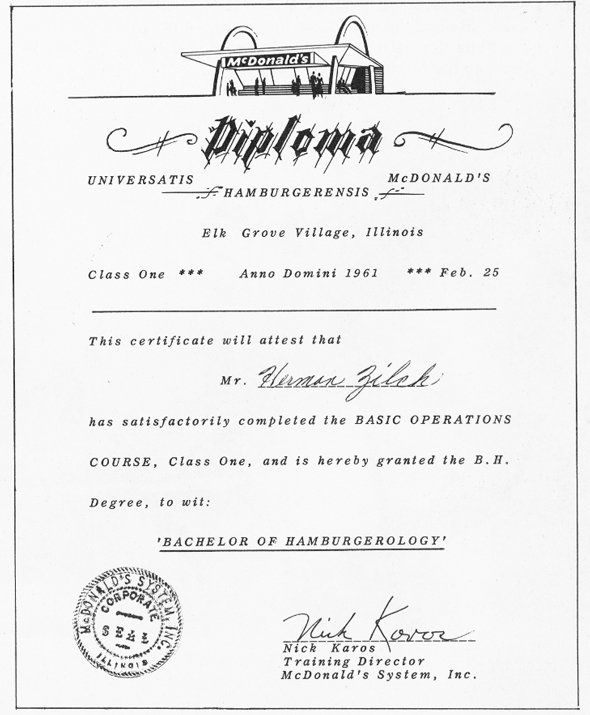 McDonald's
Diploma
UNIVERSATIS McDONALD'S
HAMBURGERENSIS
Elk Grove Village, Illinois
Class One *** Anno Domini 1961 *** Feb. 25
This certificate will attest that
Mr. Herman Zilch
has satisfactorily completed the BASIC OPERATIONS
COURSE, Class One, and is hereby granted the B.H.
Degree, to wit:
'BACHELOR OF HAMBURGEROLOGY'
McDONALD'S SYSTEM, INC.
CORPORATE
SEAL
ILLINOIS
Nick Karos
Nick Karos
Training Director
McDonald's System, Inc.